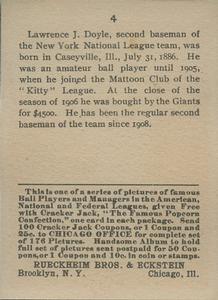 4
Lawrence J. Doyle, second baseman of
the New York National League team, was
born in Caseyville, Ill., July 31, 1886. He
was an amateur ball player until 1905,
when he joined the Mattoon Club of the
"Kitty" League. At the close of the
season of 1906 he was bought by the Giants
for $4500. He has been the regular second
baseman of the team since 1908.
This is one of a series of pictures of famous
Ball Players and Managers in the American,
National and Federal Leagues, given Free
with Cracker Jack, "The Famous Popcorn
Confection," one card in each package. Send
100 Cracker Jack Coupons, or 1 Coupon and
25c. to CHICAGO OFFICE for complete
set of 176 Pictures. Handsome Album to hold
full set of pictures sent postpaid for 50 Cou-
pons, or 1 Coupon and 10c. in coin or stamps.
RUECKHEIM BROS. & ECKSTEIN
Brooklyn, N. Y. Chicago, Ill.